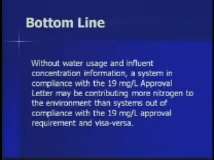 Bottom Line
Without water usage and influent
concentration information, a system in
compliance with the 19 mg/L Approval
Letter may be contributing more nitrogen to
the environment than systems out of
compliance with the 19 mg/L approval
requirement and visa-versa.